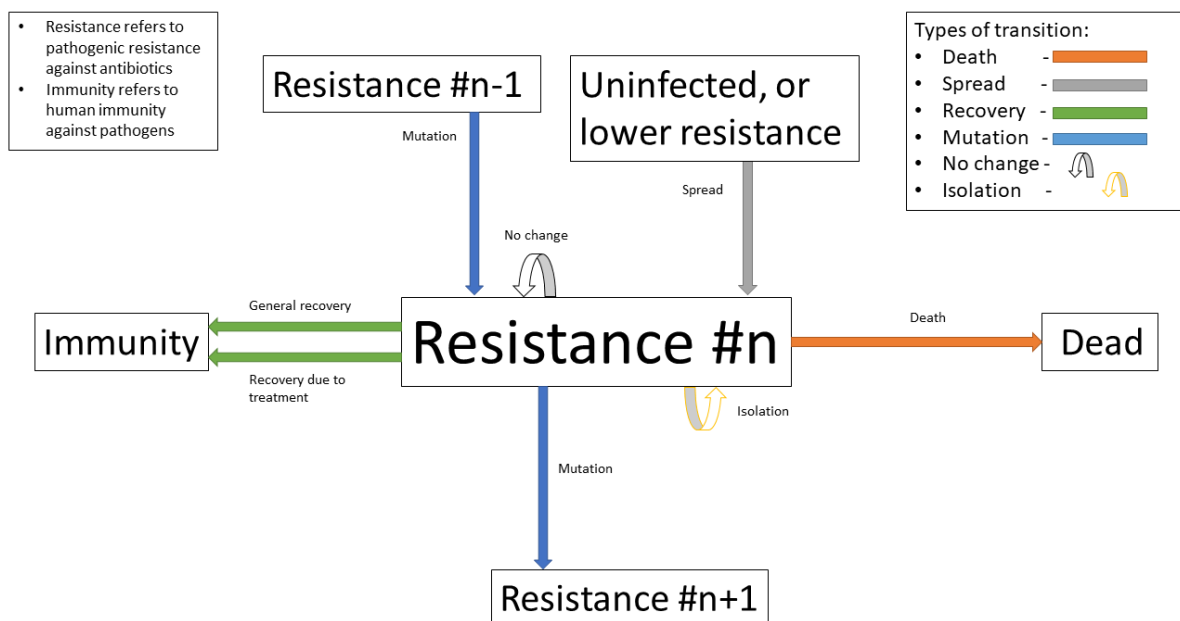 • Resistance refers to
pathogenic resistance
against antibiotics
• Immunity refers to
human immunity
against pathogens
Resistance #n-1
Uninfected, or
lower resistance
Types of transition:
• Death -
• Spread -
• Recovery -
• Mutation -
• No change -
• Isolation -
Mutation
Spread
No change
General recovery
Immunity
Resistance #n
Death
Dead
Recovery due to
treatment
Isolation
Mutation
Resistance #n+1